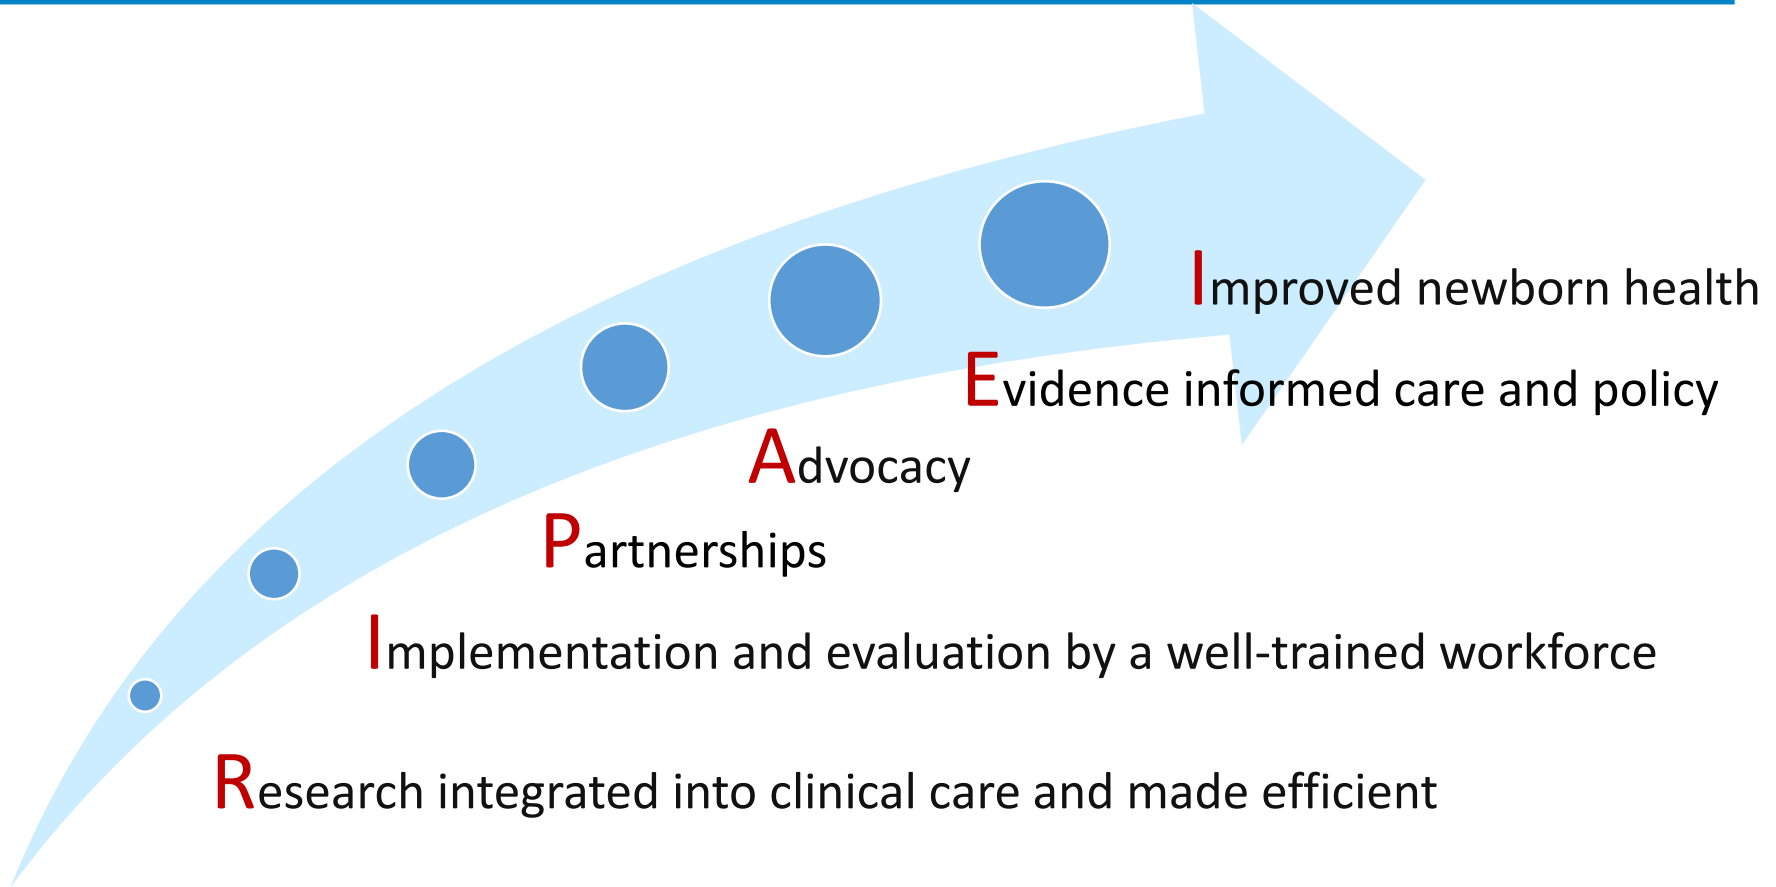 Improved newborn health
Evidence informed care and policy
Advocacy
Partnerships
Implementation and evaluation by a well-trained workforce
Research integrated into clinical care and made efficient